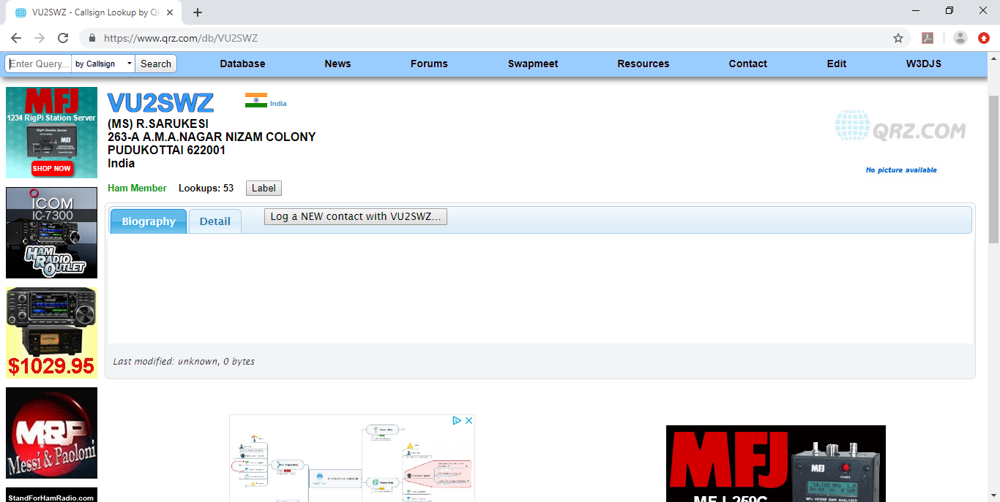 VU2SWZ - Callsign Lookup by QR
https://www.qrz.com/db/VU2SWZ
Enter Query... by Callsign Search Database News Forums Swapmeet Resources Contact Edit W3DJS
MFJ
1234 RigPi Station Server
SHOP NOW
VU2SWZ India
(MS) R.SARUKESI
263-A A.M.A.NAGAR NIZAM COLONY
PUDUKOTTAI 622001
India
QRZ.COM
No picture available
Ham Member Lookups: 53 Label
ICOM
IC-7300
HAM RADIO OUTLET
Biography Detail Log a NEW contact with VU2SWZ...
$1029.95
Last modified: unknown, 0 bytes
M&P
Messi & Paoloni
StandForHamRadio.com
MFJ
MFJ
MFJ-259C